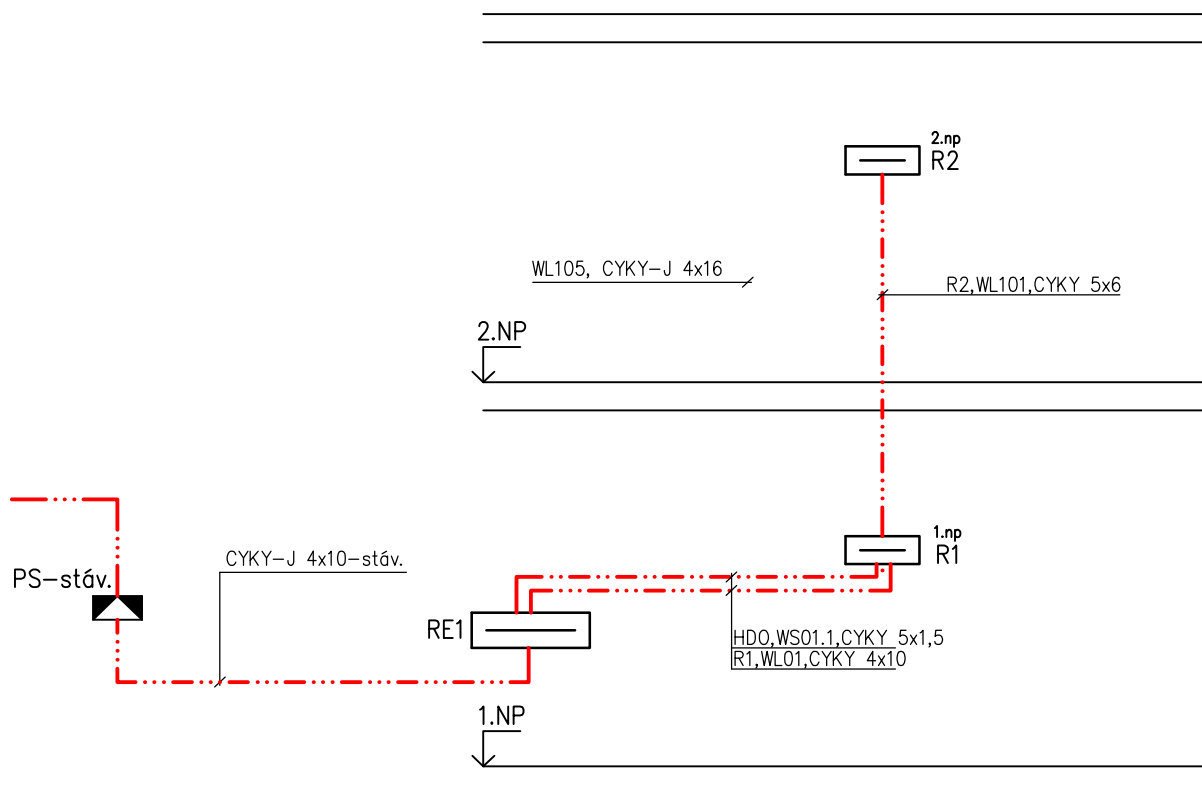 2.np
R2
WL105, CYKY-J 4x16
R2,WL101,CYKY 5x6
2.NP
1.np
R1
CYKY-J 4x10-stáv.
PS-stáv.
RE1
HDO,WS01.1,CYKY 5x1,5
R1,WL01,CYKY 4x10
1.NP